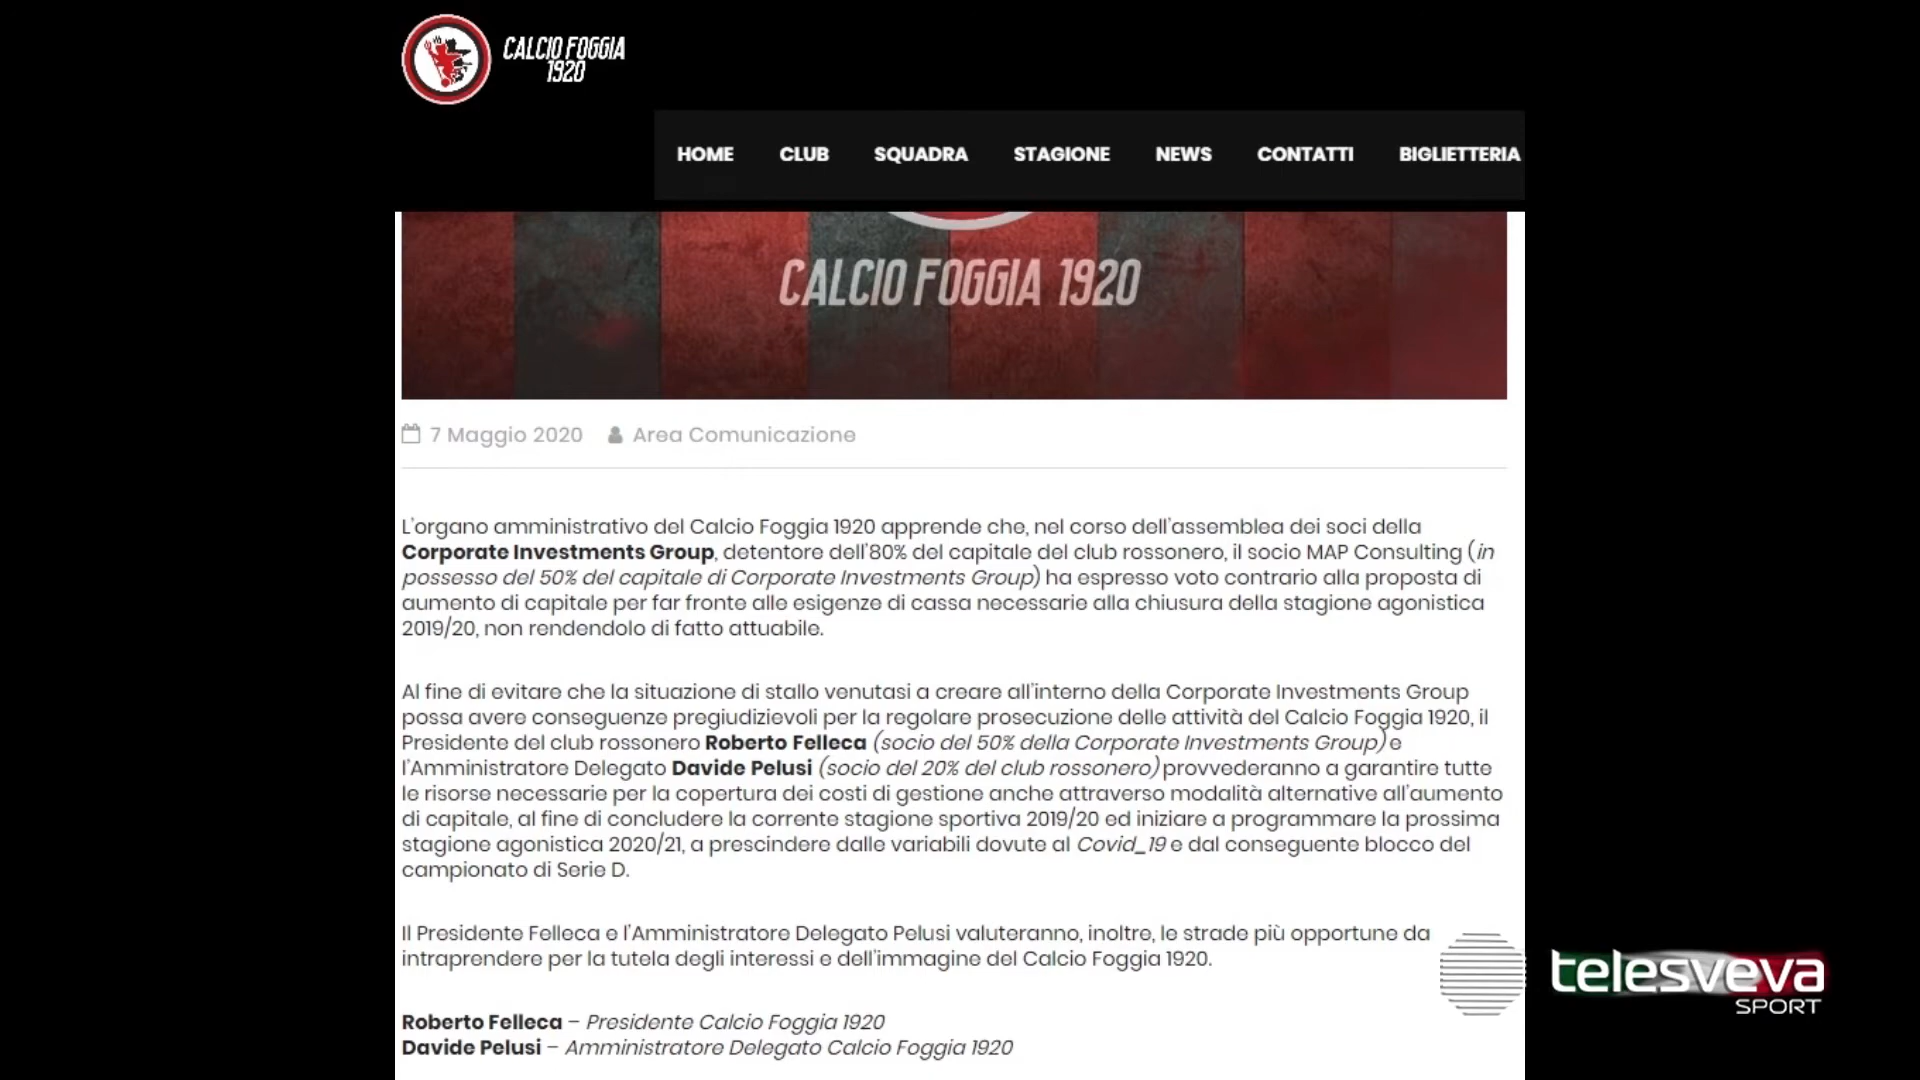 CALCIO FOGGIA
1920
HOME CLUB SQUADRA STAGIONE NEWS CONTATTI BIGLIETTERIA
CALCIO FOGGIA 1920
7 Maggio 2020 Area Comunicazione
L'organo amministrativo del Calcio Foggia 1920 apprende che, nel corso dell'assemblea dei soci della
Corporate Investments Group, detentore dell'80% del capitale del club rossonero, il socio MAP Consulting (in
possesso del 50% del capitale di Corporate Investments Group) ha espresso voto contrario alla proposta di
aumento di capitale per far fronte alle esigenze di cassa necessarie alla chiusura della stagione agonistica
2019/20, non rendendolo di fatto attuabile.
Al fine di evitare che la situazione di stallo venutasi a creare all'interno della Corporate Investments Group
possa avere conseguenze pregiudizievoli per la regolare prosecuzione delle attività del Calcio Foggia 1920, il
Presidente del club rossonero Roberto Felleca (socio del 50% della Corporate Investments Group) e
l'Amministratore Delegato Davide Pelusi (socio del 20% del club rossonero) provvederanno a garantire tutte
le risorse necessarie per la copertura dei costi di gestione anche attraverso modalità alternative all'aumento
di capitale, al fine di concludere la corrente stagione sportiva 2019/20 ed iniziare a programmare la prossima
stagione agonistica 2020/21, a prescindere dalle variabili dovute al Covid_19 e dal conseguente blocco del
campionato di Serie D.
Il Presidente Felleca e l'Amministratore Delegato Pelusi valuteranno, inoltre, le strade più opportune da
intraprendere per la tutela degli interessi e dell'immagine del Calcio Foggia 1920.
telesveva
SPORT
Roberto Felleca – Presidente Calcio Foggia 1920
Davide Pelusi – Amministratore Delegato Calcio Foggia 1920